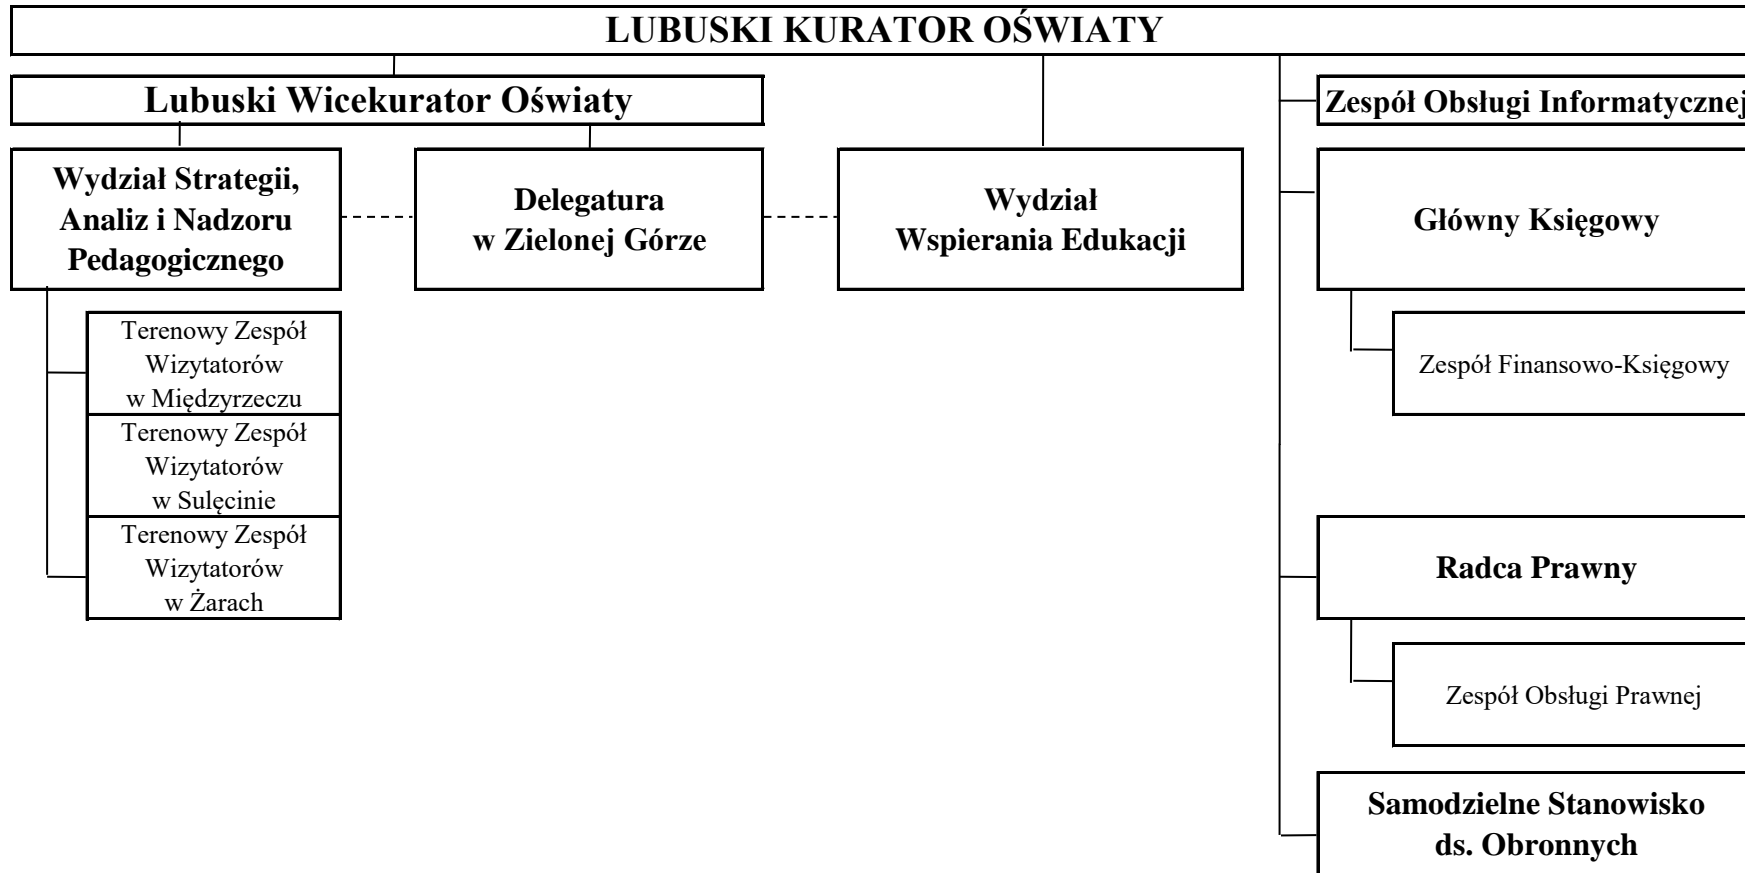 LUBUSKI KURATOR OŚWIATY
Lubuski Wicekurator Oświaty
Zespół Obsługi Informatycznej
Wydział Strategii,
Analiz i Nadzoru
Pedagogicznego
Delegatura
w Zielonej Górze
Wydział
Wspierania Edukacji
Główny Księgowy
Terenowy Zespół
Wizytatorów
w Międzyrzeczu
Zespół Finansowo-Księgowy
Terenowy Zespół
Wizytatorów
w Sulęcinie
Terenowy Zespół
Wizytatorów
w Żarach
Radca Prawny
Zespół Obsługi Prawnej
Samodzielne Stanowisko
ds. Obronnych